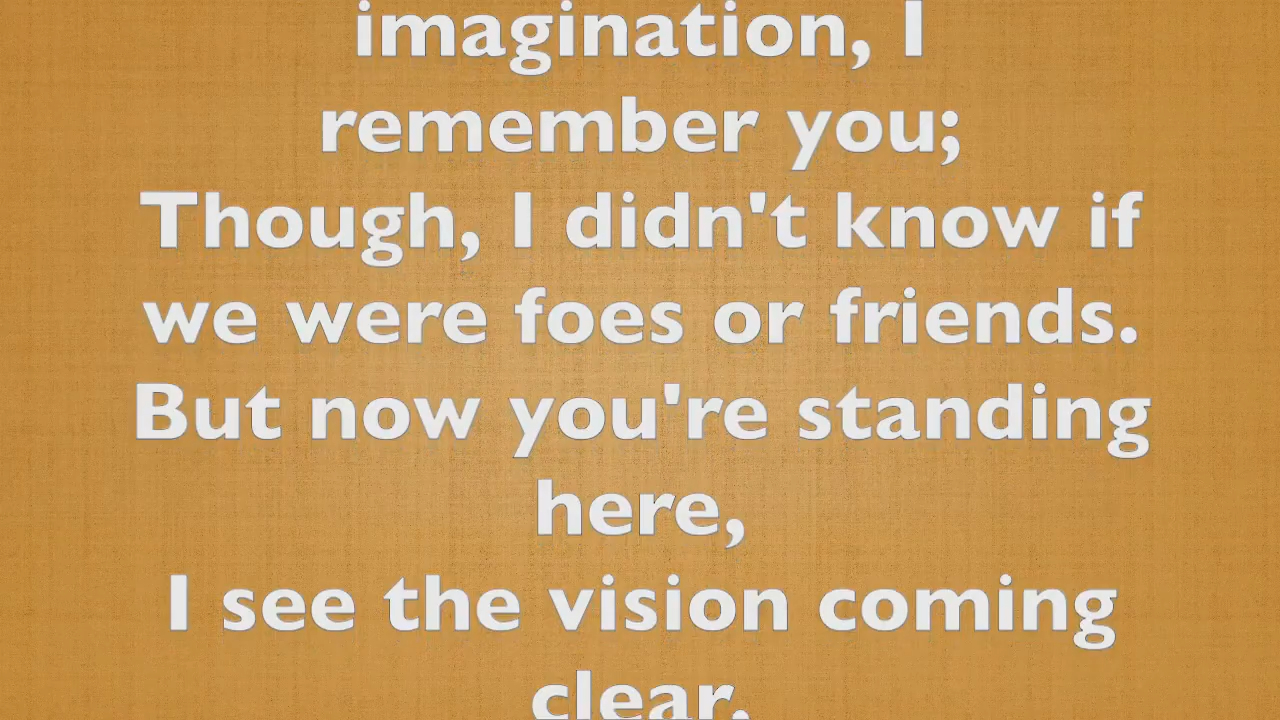 imagination, I
remember you;
Though, I didn't know if
we were foes or friends.
But now you're standing
here,
I see the vision coming
clear.